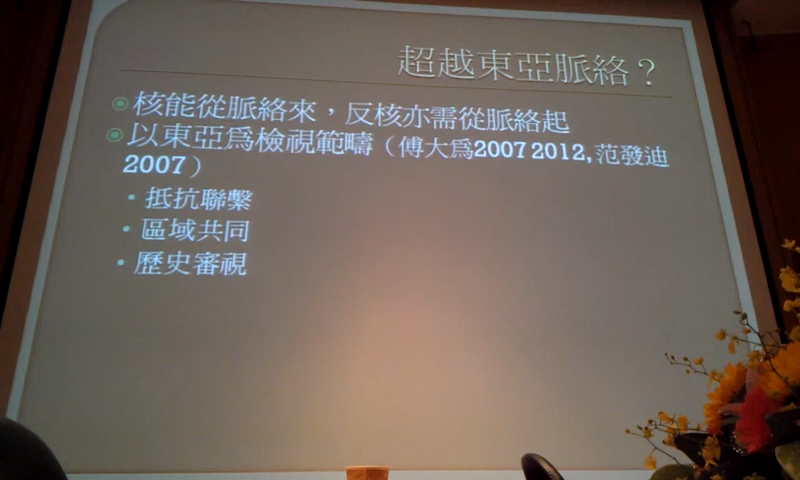 超越東亞脈絡？
核能從脈絡來，反核亦需從脈絡起
以東亞為檢視範疇（傅大為2007 2012,范發迪
2007）
抵抗聯繫
區域共同
歷史審視